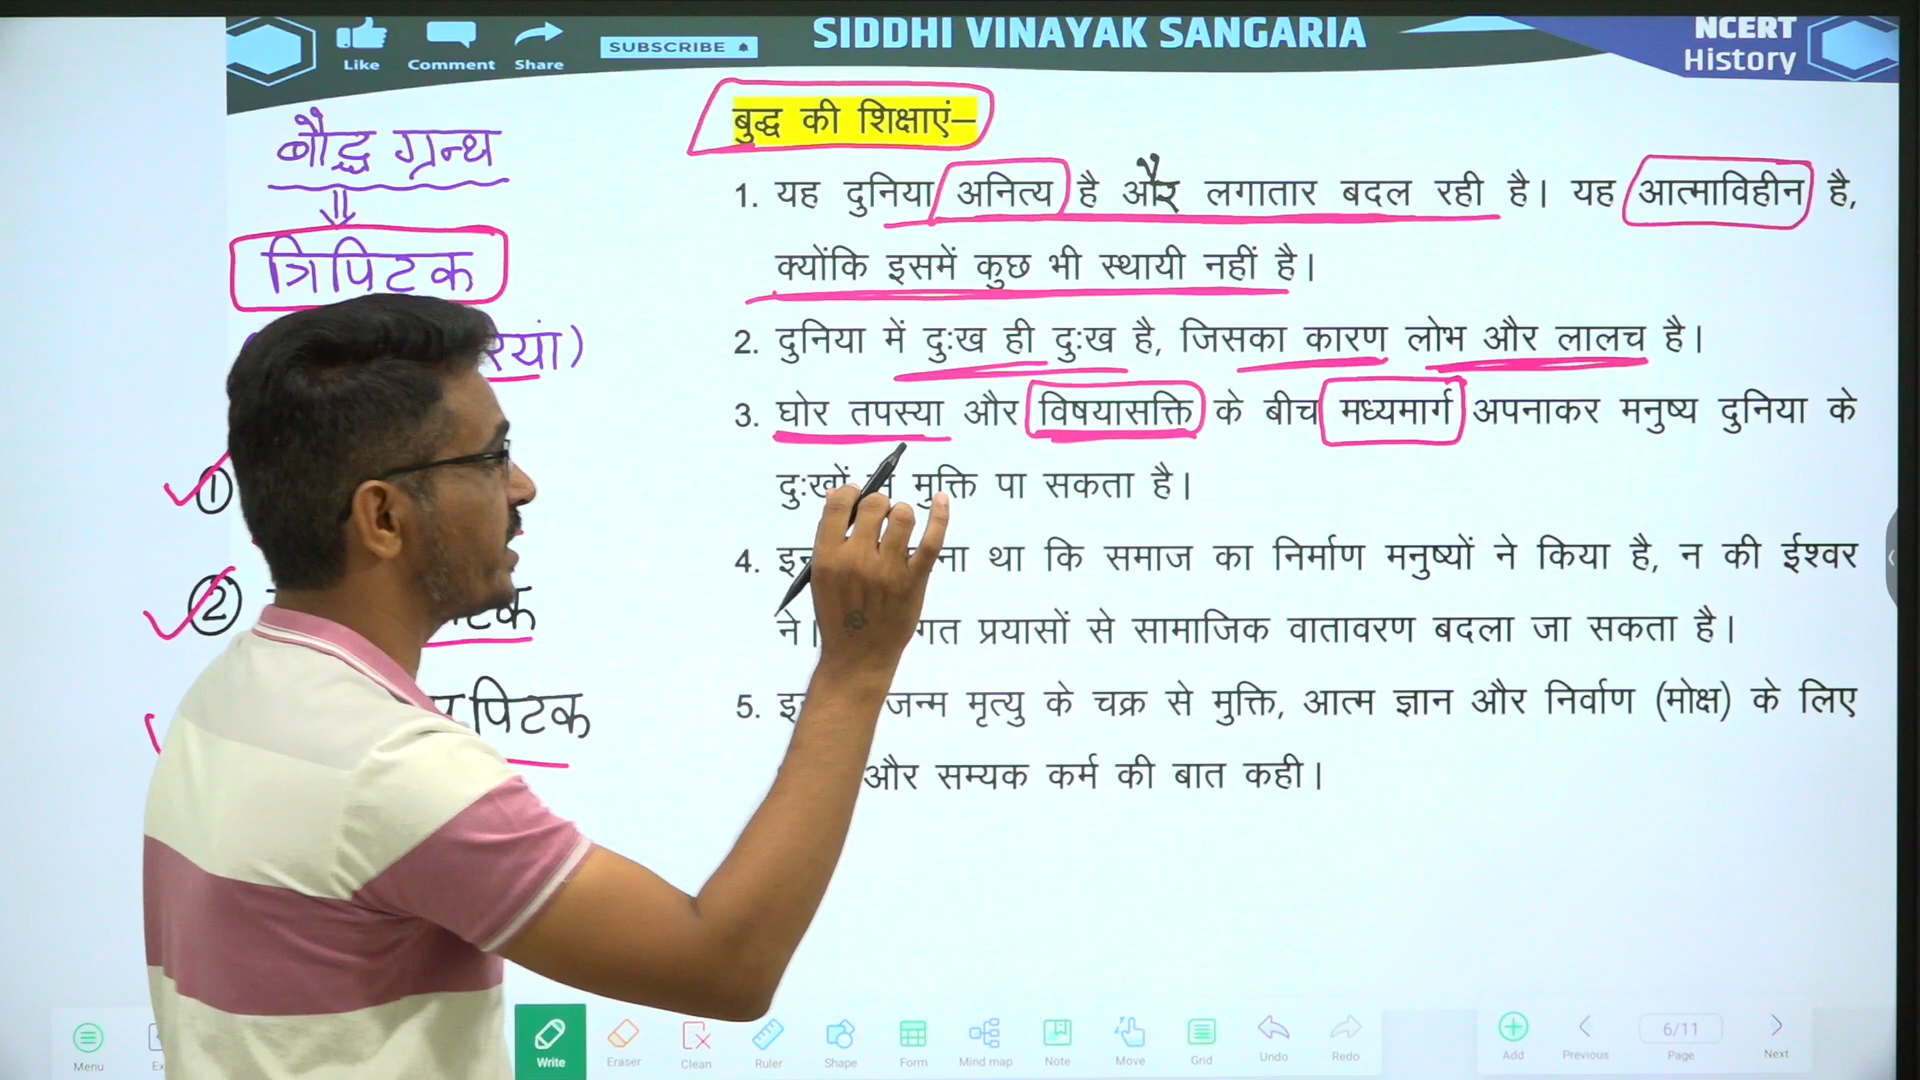 SIDDHI VINAYAK SANGARIA
NCERT
History
Like
Comment
Share
SUBSCRIBE
बौद्ध ग्रन्थ
त्रिपिटक
रियां)
①
②
टक
पिटक
बुद्ध की शिक्षाएं–
1. यह दुनिया अनित्य है और लगातार बदल रही है। यह आत्माविहीन है,
क्योंकि इसमें कुछ भी स्थायी नहीं है।
2. दुनिया में दुःख ही दुःख है, जिसका कारण लोभ और लालच है।
3. घोर तपस्या और विषयासक्ति के बीच मध्यमार्ग अपनाकर मनुष्य दुनिया के
दुःखों मुक्ति पा सकता है।
4. ना था कि समाज का निर्माण मनुष्यों ने किया है, न की ईश्वर
ने। गत प्रयासों से सामाजिक वातावरण बदला जा सकता है।
5. जन्म मृत्यु के चक्र से मुक्ति, आत्म ज्ञान और निर्वाण (मोक्ष) के लिए
और सम्यक कर्म की बात कही।
Menu
Write
Eraser
Clean
Ruler
Shape
Form
Mind map
Note
Move
Grid
Undo
Redo
Add
Previous
6/11
Page
Next